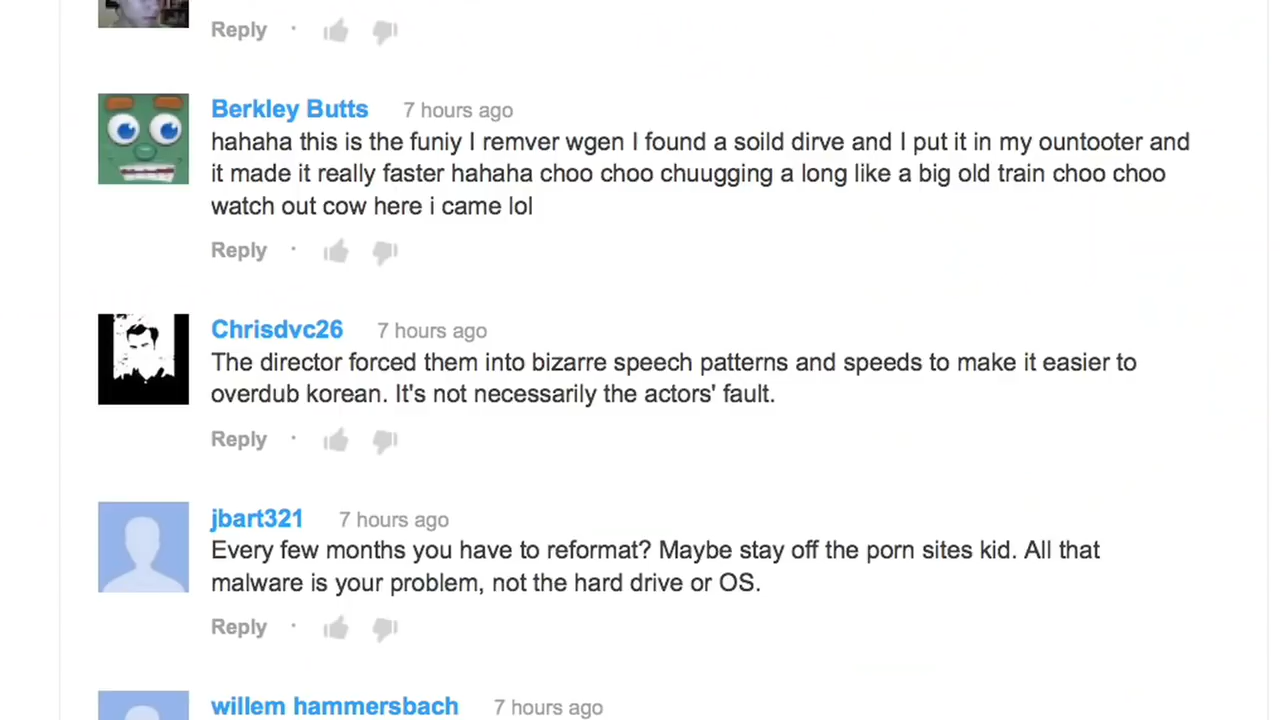 Reply ·
Berkley Butts 7 hours ago
hahaha this is the funiy I remver wgen I found a soild dirve and I put it in my ountooter and
it made it really faster hahaha choo choo chuugging a long like a big old train choo choo
watch out cow here i came lol
Reply ·
Chrisdvc26 7 hours ago
The director forced them into bizarre speech patterns and speeds to make it easier to
overdub korean. It's not necessarily the actors' fault.
Reply ·
jbart321 7 hours ago
Every few months you have to reformat? Maybe stay off the porn sites kid. All that
malware is your problem, not the hard drive or OS.
Reply ·
willem hammersbach 7 hours ago